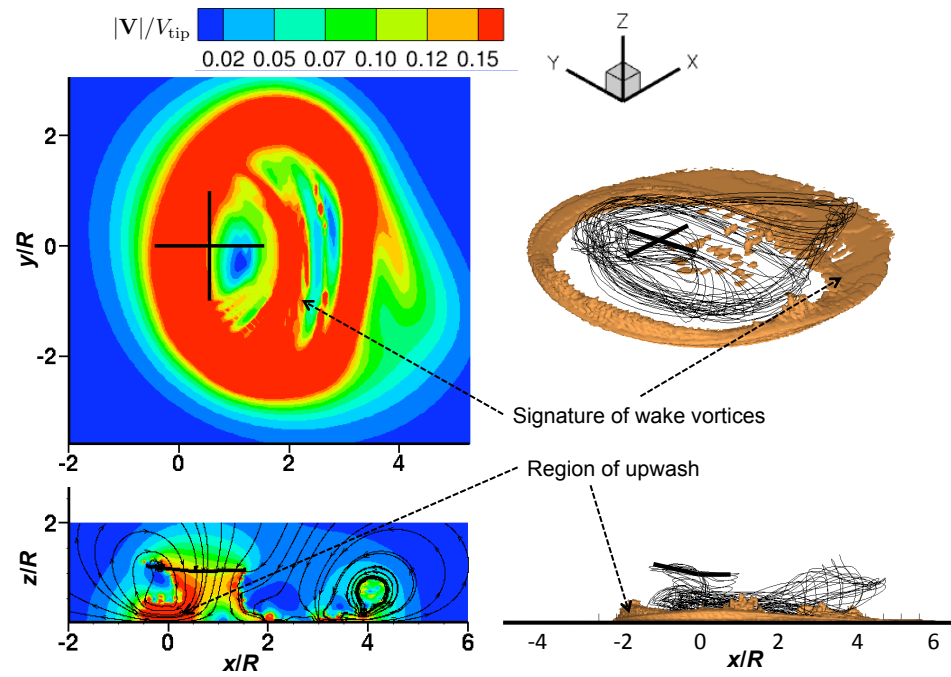 |V|/V_tip
0.02 0.05 0.07 0.10 0.12 0.15
Z
Y X
2
0
-2
y/R
-2 0 2 4
x/R
Signature of wake vortices
Region of upwash
2
z/R
-2 0 2 4 6
x/R
-4 -2 0 2 4 6
x/R